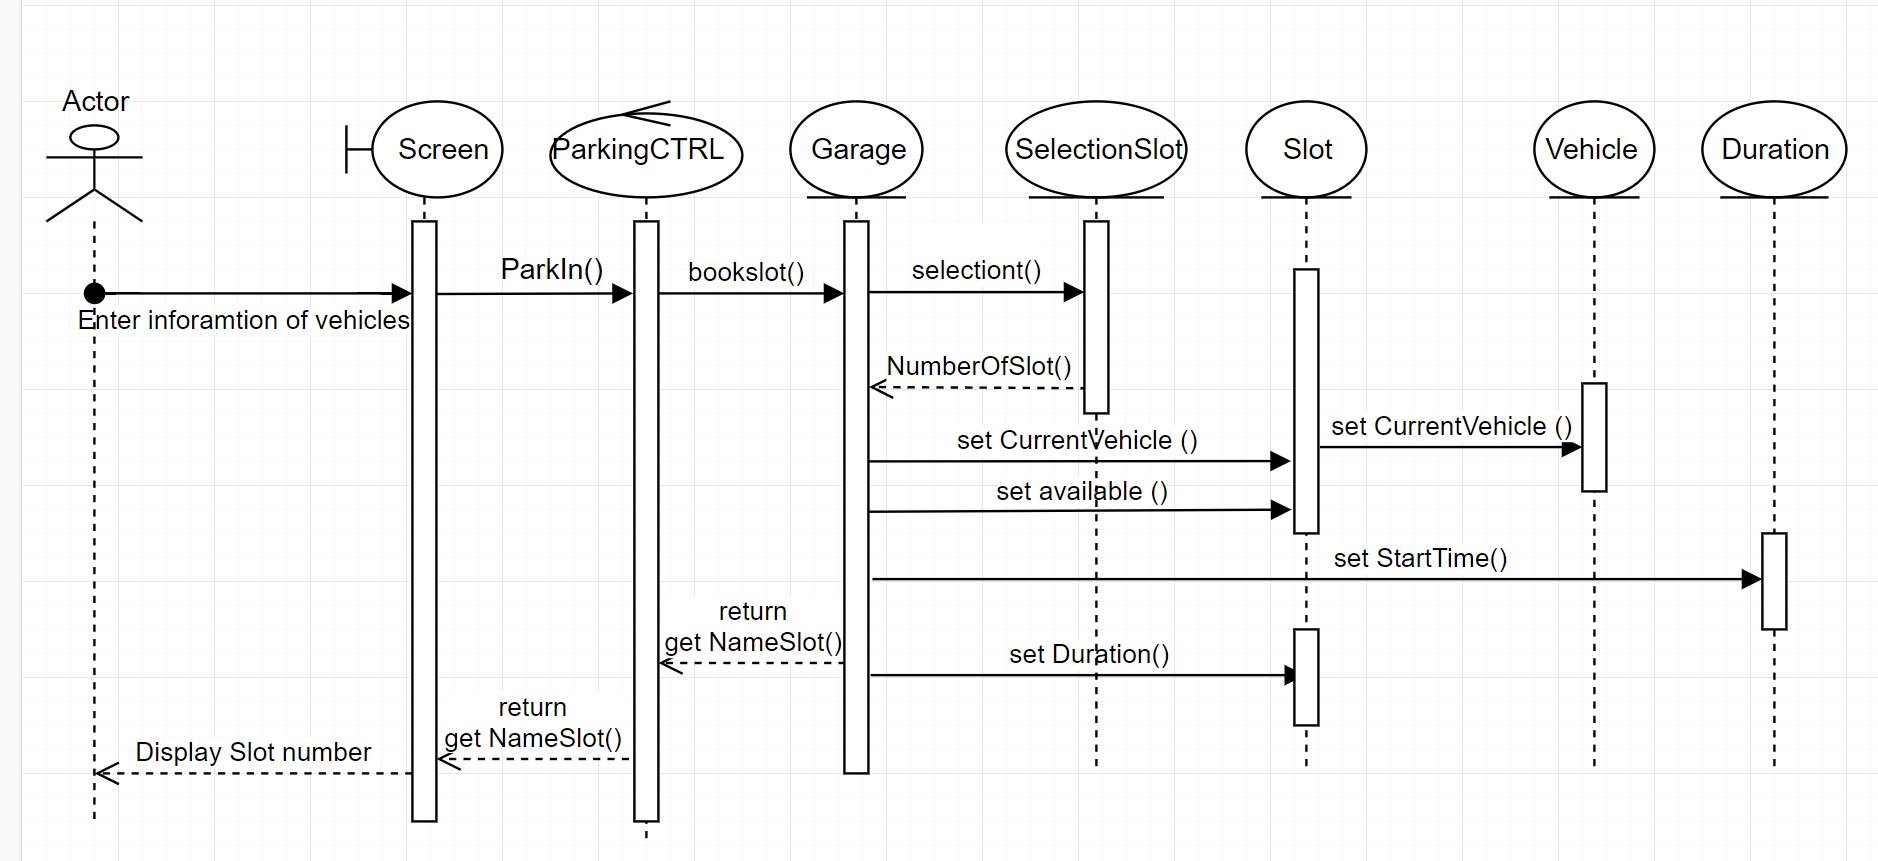 Actor
Screen
ParkingCTRL
Garage
SelectionSlot
Slot
Vehicle
Duration
ParkIn()
bookslot()
selectiont()
Enter inforamtion of vehicles
NumberOfSlot()
set CurrentVehicle ()
set CurrentVehicle ()
set available ()
set StartTime()
return
get NameSlot()
set Duration()
return
get NameSlot()
Display Slot number